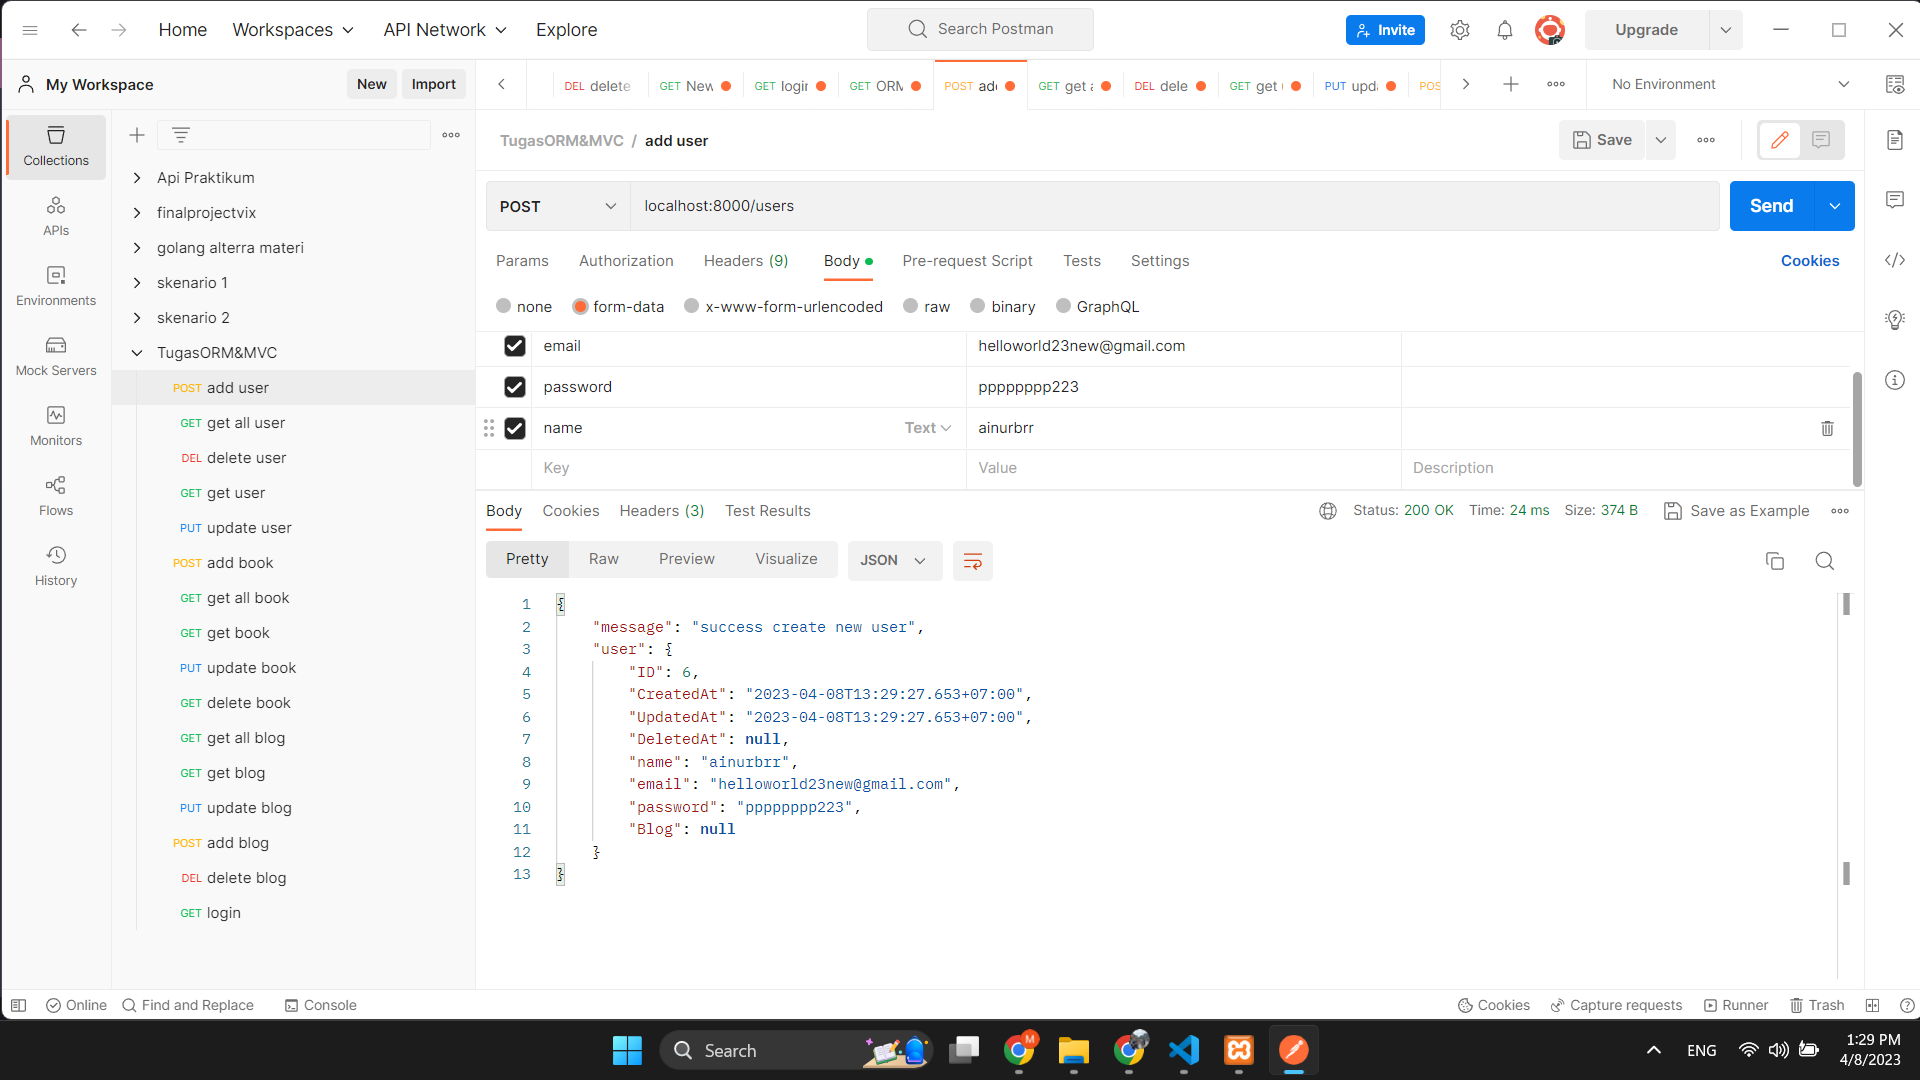 Home
Workspaces
API Network
Explore
Search Postman
Invite
Upgrade
My Workspace
New
Import
DEL delete
GET New
GET login
GET ORM
POST add
GET get a
DEL dele
GET get
PUT upda
POS
No Environment
Collections
APIs
Environments
Mock Servers
Monitors
Flows
History
Api Praktikum
finalprojectvix
golang alterra materi
skenario 1
skenario 2
TugasORM&MVC
POST add user
GET get all user
DEL delete user
GET get user
PUT update user
POST add book
GET get all book
GET get book
PUT update book
GET delete book
GET get all blog
GET get blog
PUT update blog
POST add blog
DEL delete blog
GET login
TugasORM&MVC / add user
Save
POST
localhost:8000/users
Send
Params
Authorization
Headers (9)
Body
Pre-request Script
Tests
Settings
Cookies
none
form-data
x-www-form-urlencoded
raw
binary
GraphQL
email
helloworld23new@gmail.com
password
pppppppp223
name
Text
ainurbrr
Key
Value
Description
Body
Cookies
Headers (3)
Test Results
Status: 200 OK
Time: 24 ms
Size: 374 B
Save as Example
Pretty
Raw
Preview
Visualize
JSON
1 {
2 "message": "success create new user",
3 "user": {
4 "ID": 6,
5 "CreatedAt": "2023-04-08T13:29:27.653+07:00",
6 "UpdatedAt": "2023-04-08T13:29:27.653+07:00",
7 "DeletedAt": null,
8 "name": "ainurbrr",
9 "email": "helloworld23new@gmail.com",
10 "password": "pppppppp223",
11 "Blog": null
12 }
13 }
Online
Find and Replace
Console
Cookies
Capture requests
Runner
Trash
Search
M
ENG
1:29 PM
4/8/2023